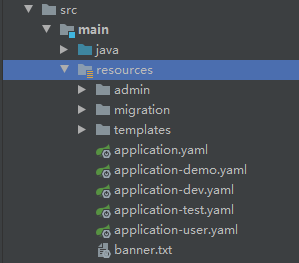 src
main
java
resources
admin
migration
templates
application.yaml
application-demo.yaml
application-dev.yaml
application-test.yaml
application-user.yaml
banner.txt